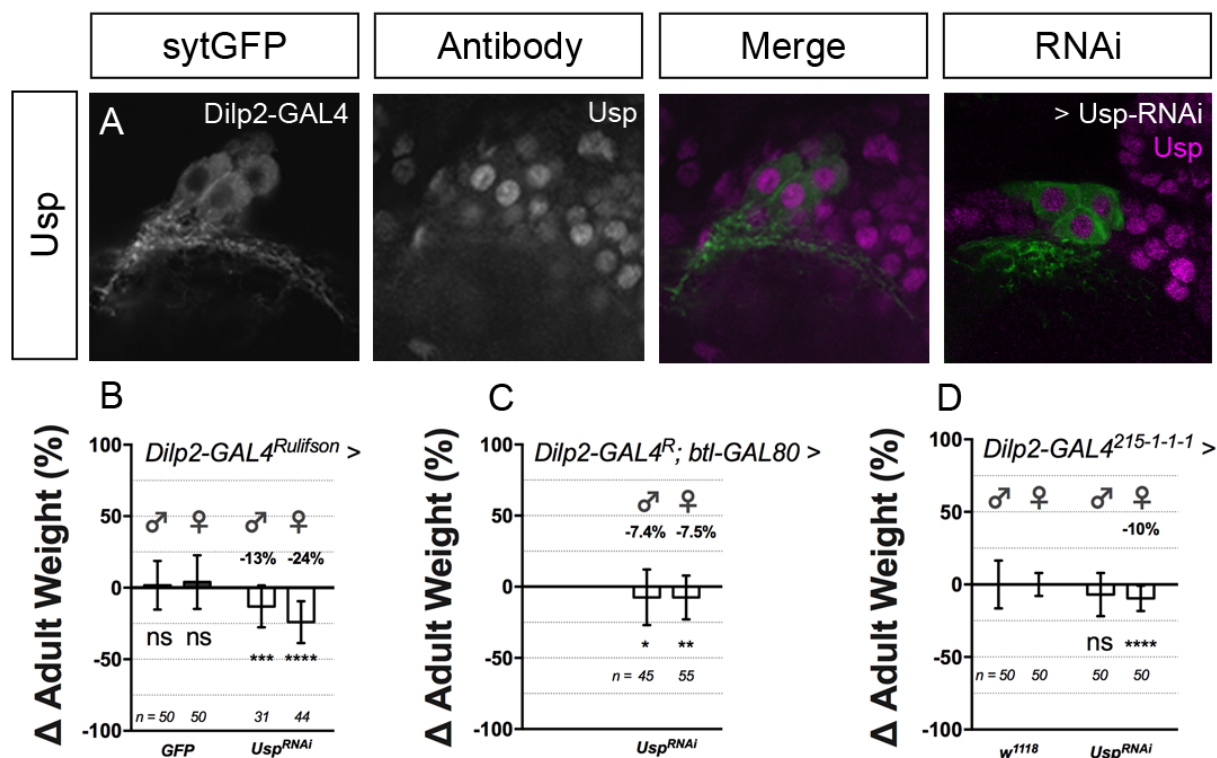 sytGFP Antibody Merge RNAi
Usp
A Dilp2-GAL4 Usp > Usp-RNAi
Usp
B
Δ Adult Weight (%)
100
50
0
-50
-100
Dilp2-GAL4Rulifson >
♂ ♀ ♂ ♀
-13% -24%
ns ns *** ****
n = 50 50 31 44
GFP UspRNAi
C
Δ Adult Weight (%)
100
50
0
-50
-100
Dilp2-GAL4R; btl-GAL80 >
♂ ♀
-7.4% -7.5%
* **
n = 45 55
UspRNAi
D
Δ Adult Weight (%)
100
50
0
-50
-100
Dilp2-GAL4215-1-1-1 >
♂ ♀ ♂ ♀
-10%
ns ****
n = 50 50 50 50
w1118 UspRNAi